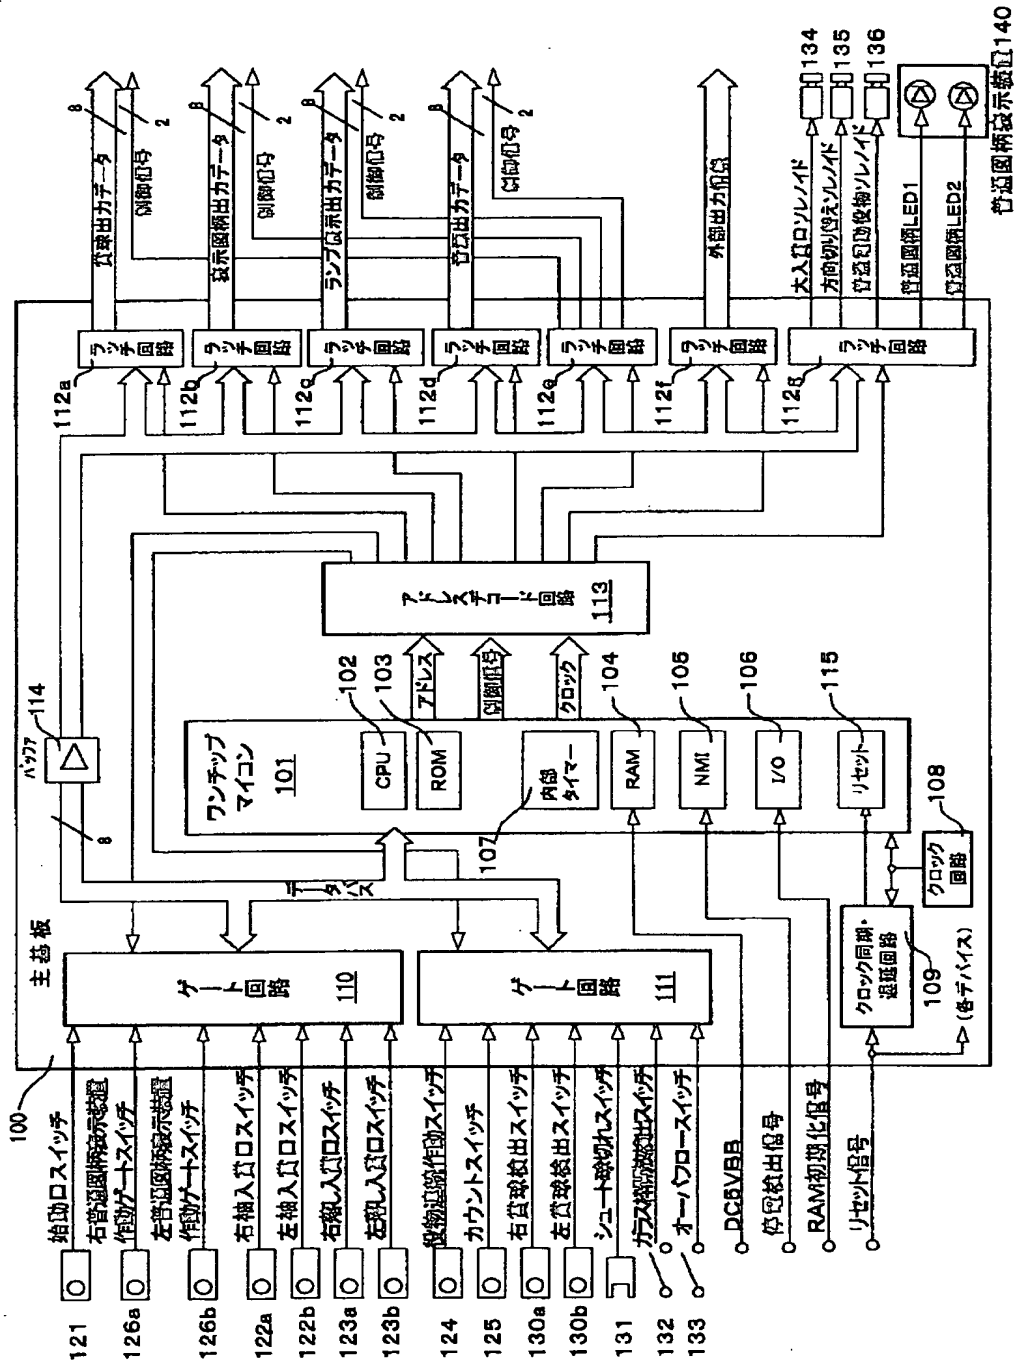 主基板
100
始動口スイッチ
121
右普通図柄表示装置
作動ゲートスイッチ
126a
左普通図柄表示装置
作動ゲートスイッチ
126b
右袖入賞口スイッチ
122a
左袖入賞口スイッチ
122b
右肩入賞口スイッチ
123a
123b
役物連続作動スイッチ
124
カウントスイッチ
125
右賞球検出スイッチ
130a
左賞球検出スイッチ
130b
シュート球切れスイッチ
131
ガラス枠開放検出スイッチ
132
オーバフロースイッチ
133
DC5VBB
停電検出信号
RAM初期化信号
リセット信号
ゲート回路
110
ゲート回路
111
クロック同期・
遅延回路
109
(各デバイス)
クロック
回路
108
データバス
8
バッファ
114
ワンチップ
マイコン
101
CPU
102
ROM
103
内部
タイマー
107
RAM
104
NMI
105
I/O
106
リセット
115
アドレス
制御信号
クロック
アドレスデコード回路
113
ラッチ回路
112a
ラッチ回路
112b
ラッチ回路
112c
ラッチ回路
112d
ラッチ回路
112e
ラッチ回路
112f
ラッチ回路
112g
賞球出力データ
8
制御信号
2
表示図柄出力データ
8
制御信号
2
ランプ表示出力データ
8
制御信号
2
音声出力データ
8
制御信号
2
外部出力信号
大入賞口ソレノイド
134
方向切り替えソレノイド
135
普通電動役物ソレノイド
136
普通図柄LED1
普通図柄LED2
普通図柄表示装置140